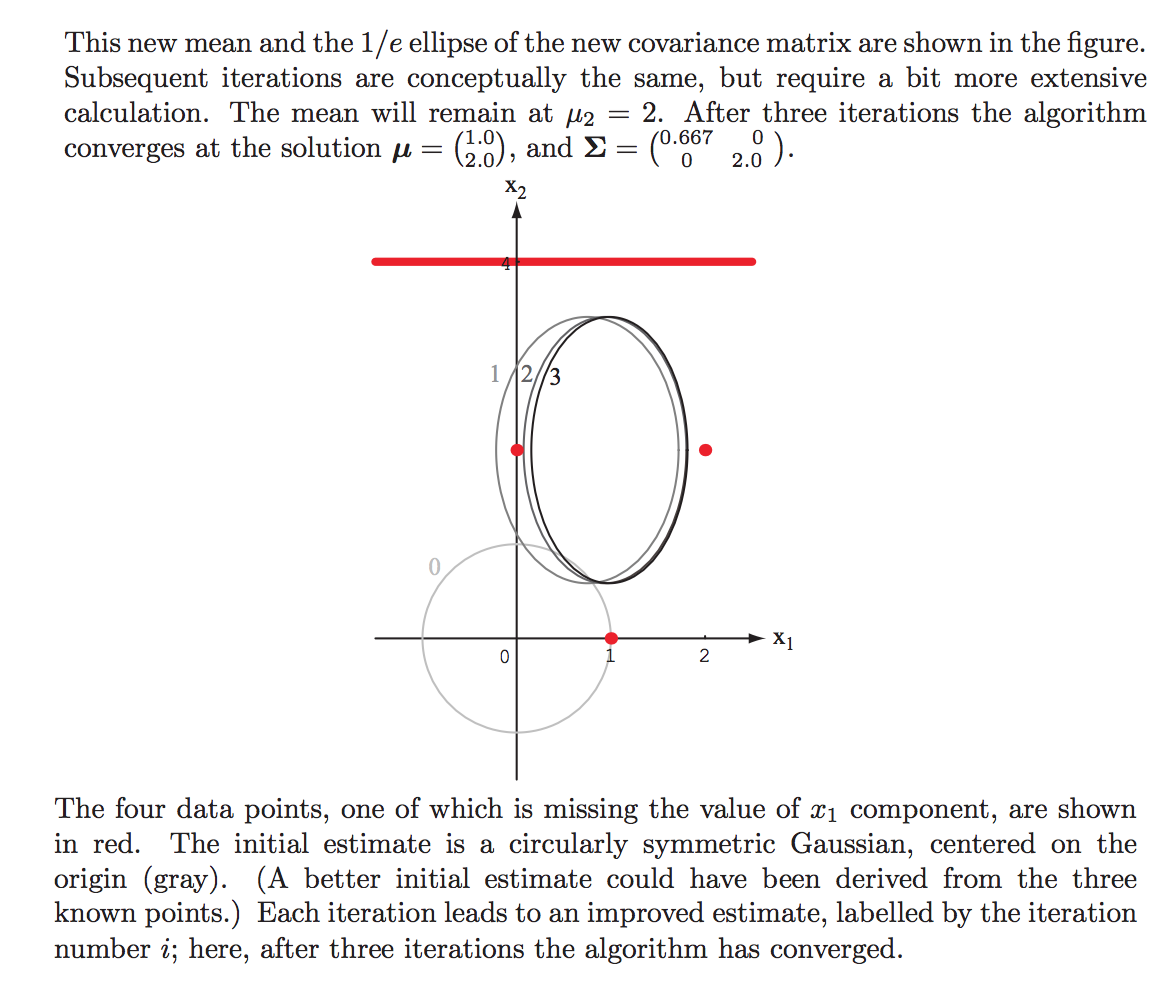 This new mean and the 1/e ellipse of the new covariance matrix are shown in the figure.
Subsequent iterations are conceptually the same, but require a bit more extensive
calculation. The mean will remain at μ₂ = 2. After three iterations the algorithm
converges at the solution μ = (1.0 2.0), and Σ = (0.667 0 0 2.0).
x₂
4
1 2 3
0
x₁
0 1 2
The four data points, one of which is missing the value of x₁ component, are shown
in red. The initial estimate is a circularly symmetric Gaussian, centered on the
origin (gray). (A better initial estimate could have been derived from the three
known points.) Each iteration leads to an improved estimate, labelled by the iteration
number i; here, after three iterations the algorithm has converged.